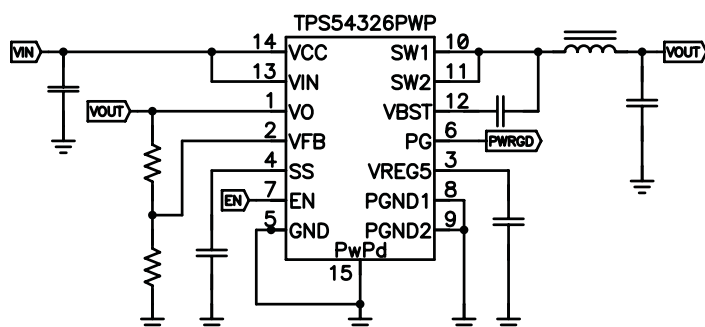 TPS54326PWP
VIN 14 VCC SW1 10 VOUT
13 VIN SW2 11
VOUT 1 VO VBST 12
2 VFB PG 6 PWRGD
4 SS VREG5 3
EN 7 EN PGND1 8
5 GND PGND2 9
PwPd
15